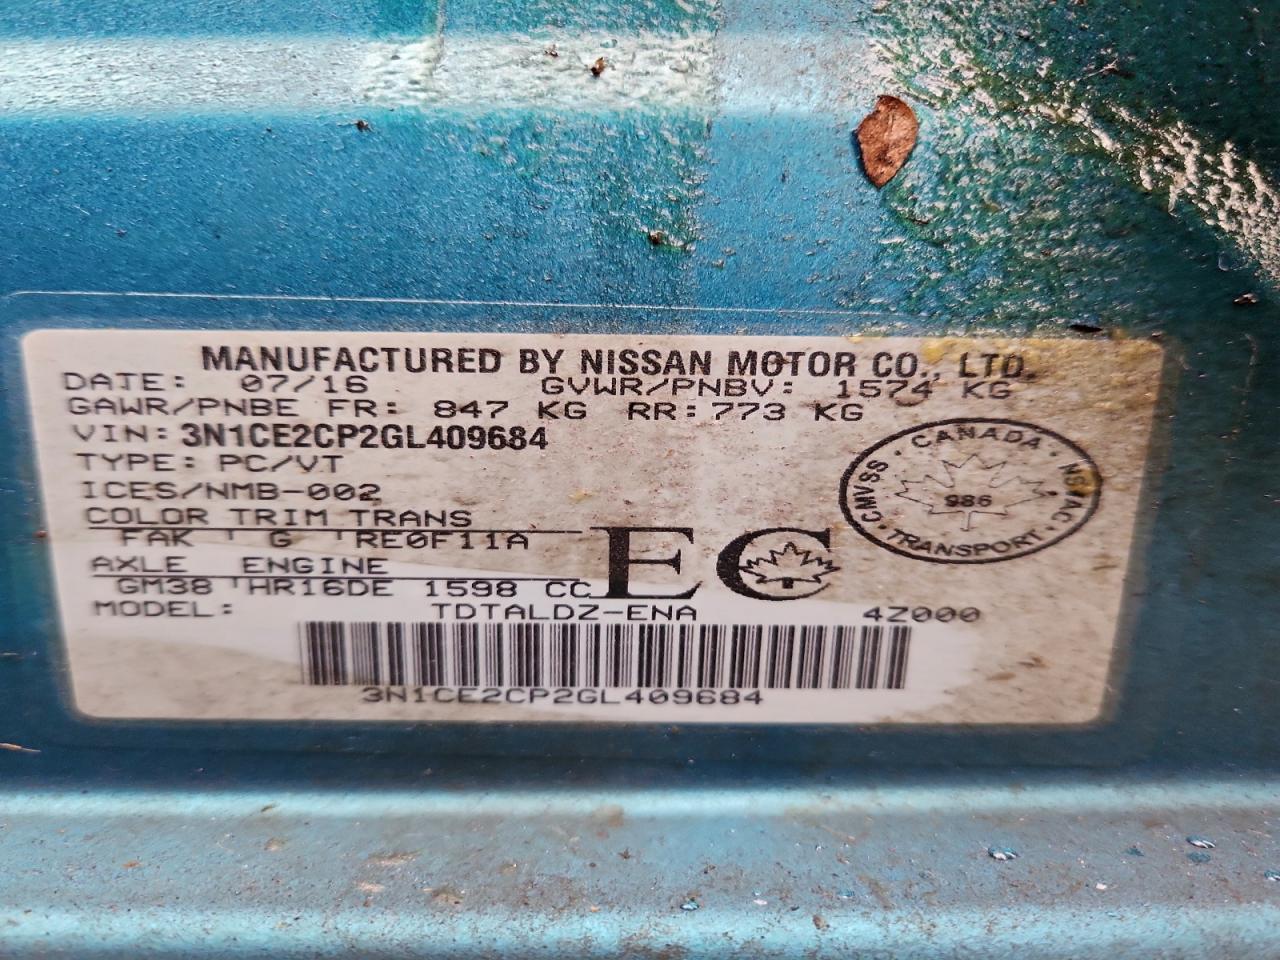 MANUFACTURED BY NISSAN MOTOR CO., LTD.
DATE: 07/16 GVWR/PNBV: 1574 KG
GAWR/PNBE FR: 847 KG RR: 773 KG
VIN: 3N1CE2CP2GL409684
TYPE: PC/VT
ICES/NMB-002
COLOR TRIM TRANS
FAK ' G 'RE0F11A
AXLE ENGINE
GM38 'HR16DE 1598 CC
EC
CANADA
CMVSS · 986 · NSVAC
TRANSPORT
MODEL: TDTALDZ-ENA 4Z000
3N1CE2CP2GL409684